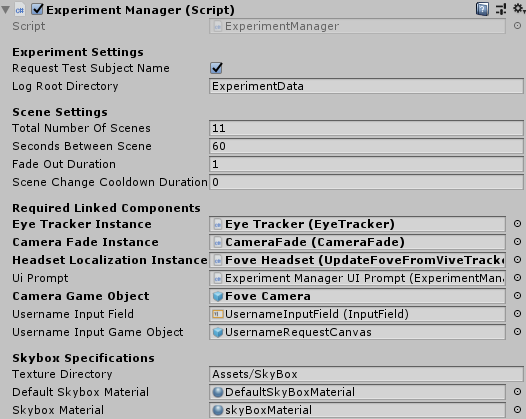 Experiment Manager (Script)
Script ExperimentManager
Experiment Settings
Request Test Subject Name
Log Root Directory ExperimentData
Scene Settings
Total Number Of Scenes 11
Seconds Between Scene 60
Fade Out Duration 1
Scene Change Cooldown Duration 0
Required Linked Components
Eye Tracker Instance Eye Tracker (EyeTracker)
Camera Fade Instance CameraFade (CameraFade)
Headset Localization Instance Fove Headset (UpdateFoveFromViveTracke
Ui Prompt Experiment Manager UI Prompt (ExperimentMan
Camera Game Object Fove Camera
Username Input Field UsernameInputField (InputField)
Username Input Game Object UsernameRequestCanvas
Skybox Specifications
Texture Directory Assets/SkyBox
Default Skybox Material DefaultSkyBoxMaterial
Skybox Material skyBoxMaterial